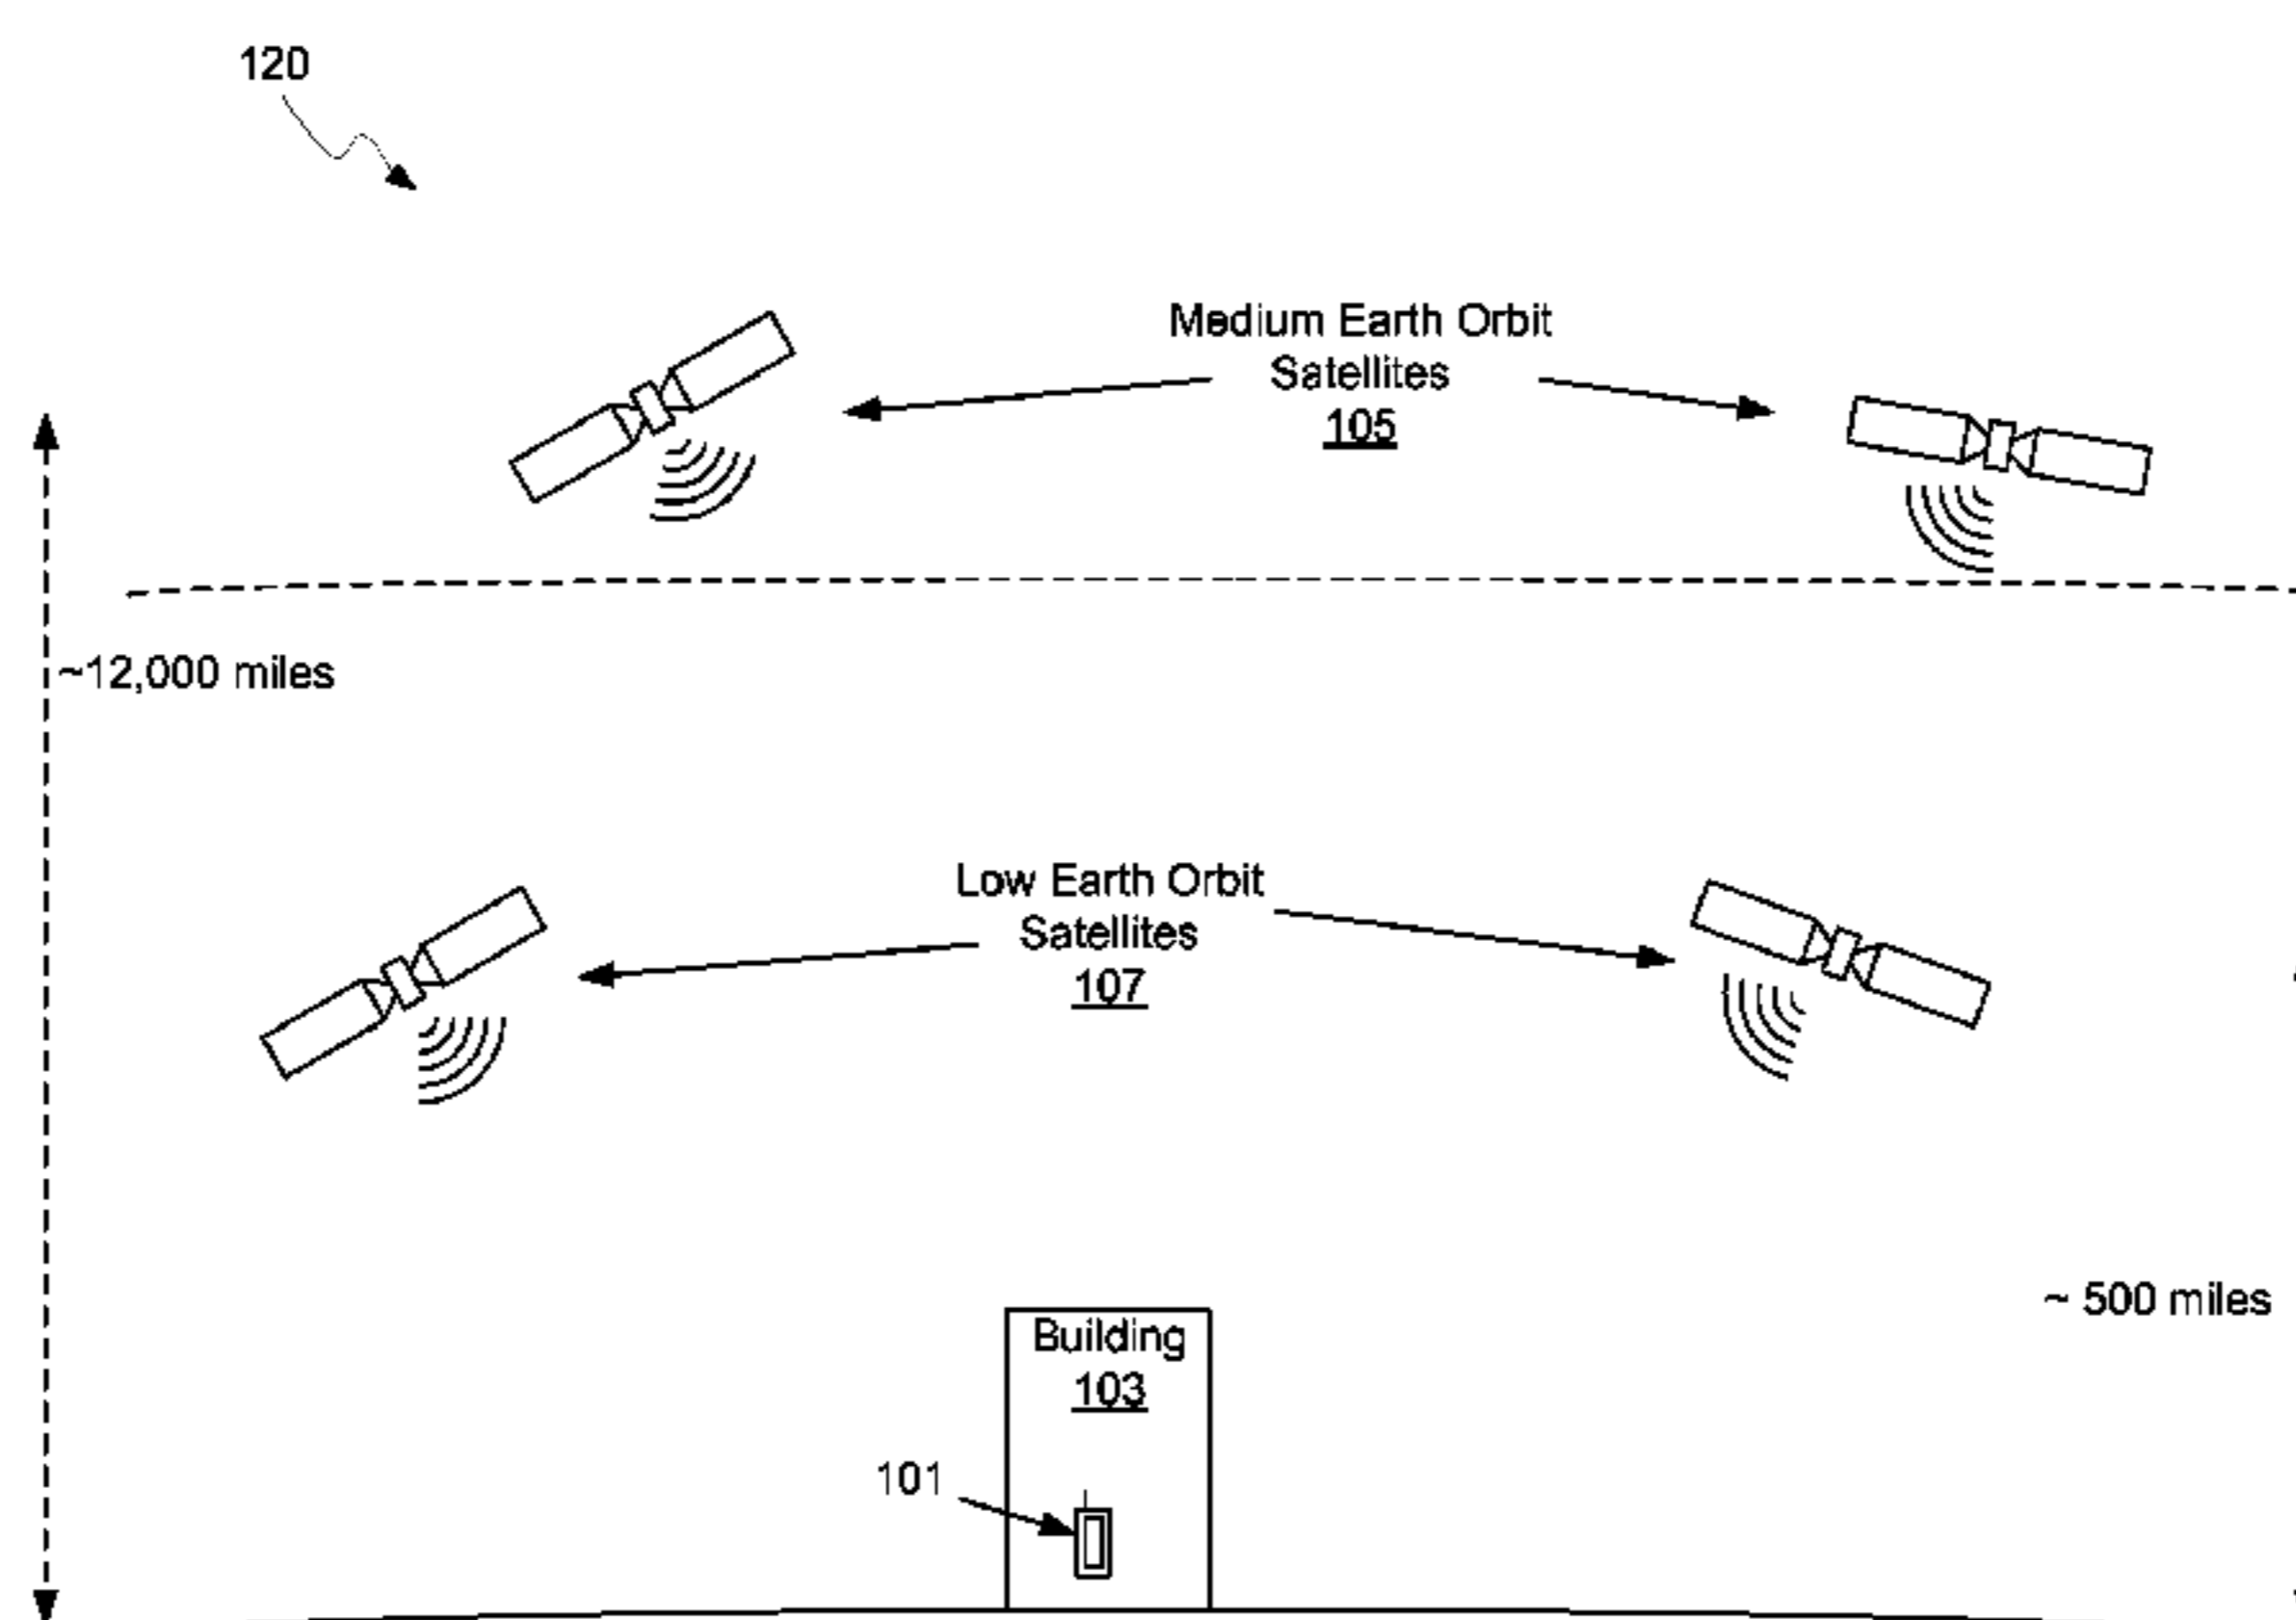 120
Medium Earth Orbit
Satellites
105
~12,000 miles
Low Earth Orbit
Satellites
107
~ 500 miles
Building
103
101